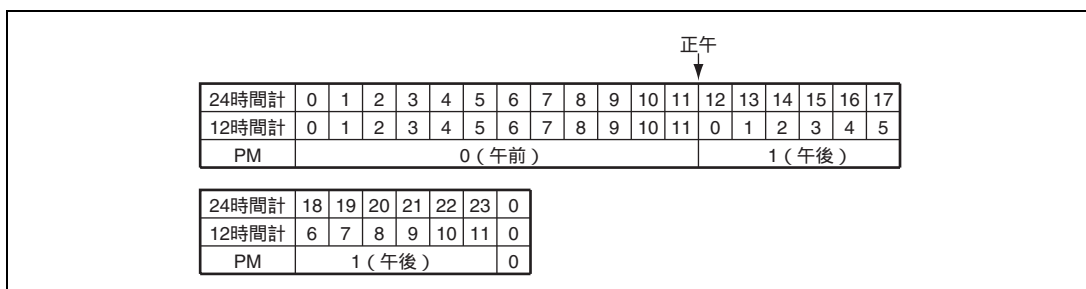 正午
24時間計 0 1 2 3 4 5 6 7 8 9 10 11 12 13 14 15 16 17
12時間計 0 1 2 3 4 5 6 7 8 9 10 11 0 1 2 3 4 5
PM 0（午前） 1（午後）
24時間計 18 19 20 21 22 23 0
12時間計 6 7 8 9 10 11 0
PM 1（午後） 0